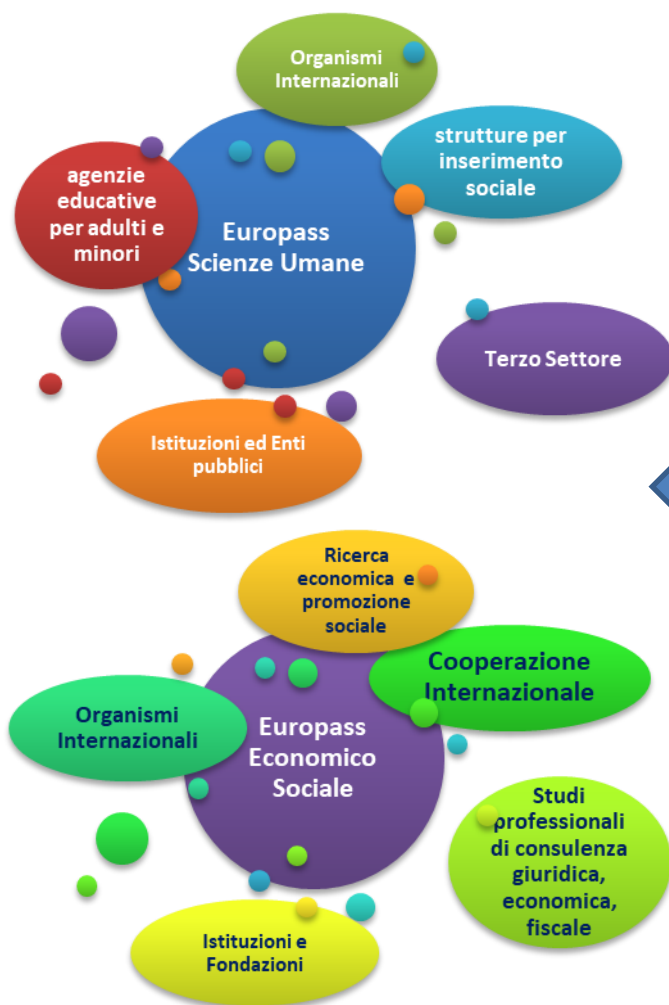 Organismi
Internazionali
strutture per
inserimento
sociale
agenzie
educative
per adulti e
minori
Europass
Scienze Umane
Terzo Settore
Istituzioni ed Enti
pubblici
Ricerca
economica e
promozione
sociale
Cooperazione
Internazionale
Organismi
Internazionali
Europass
Economico
Sociale
Studi
professionali
di consulenza
giuridica,
economica,
fiscale
Istituzioni e
Fondazioni